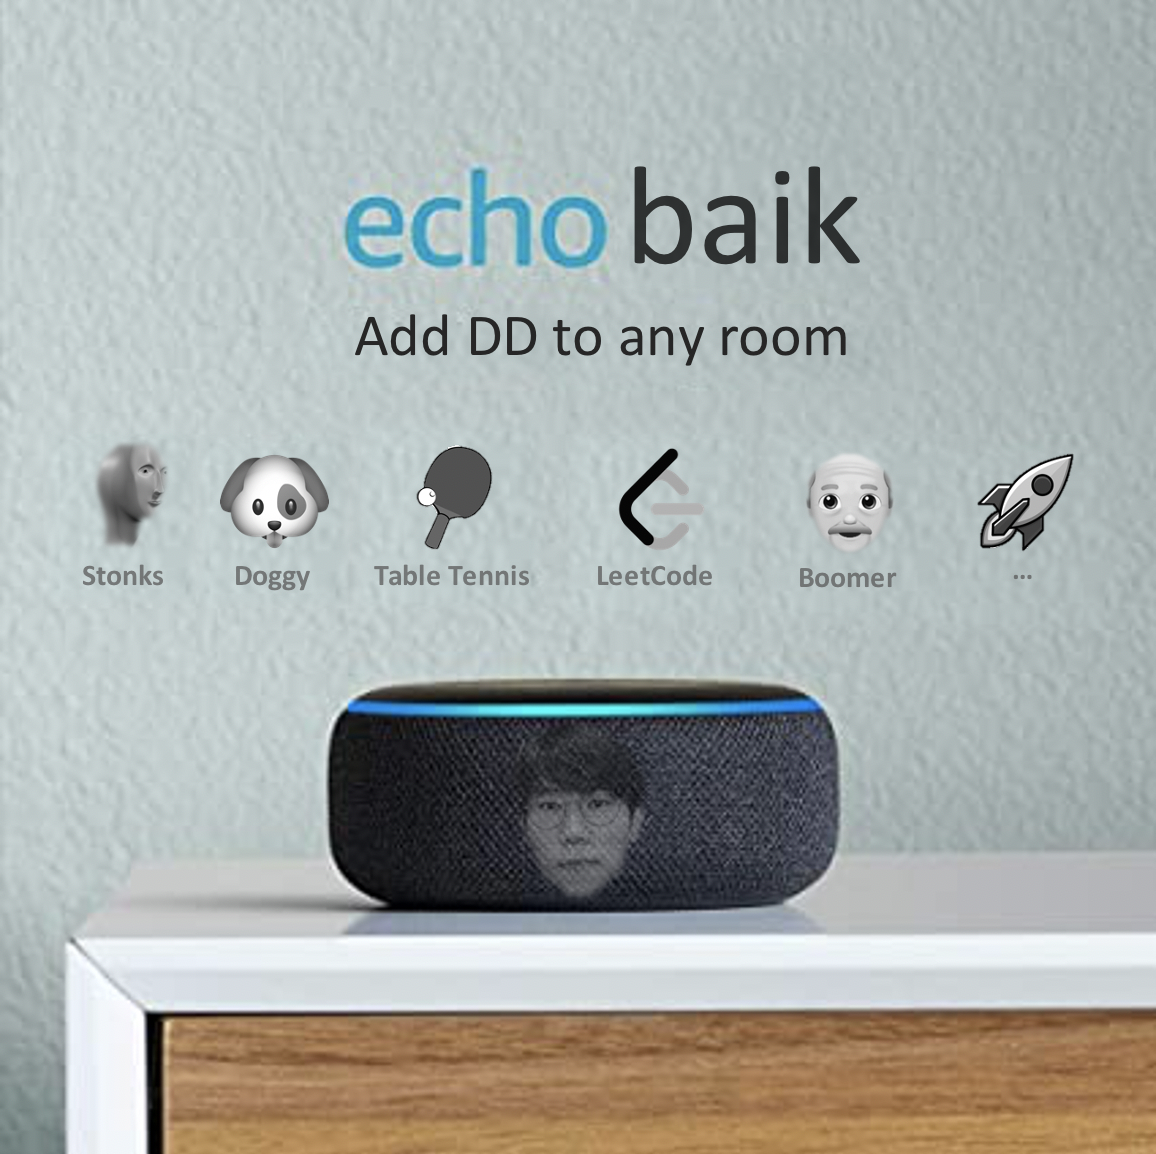 echo baik
Add DD to any room
Stonks Doggy Table Tennis LeetCode Boomer ...